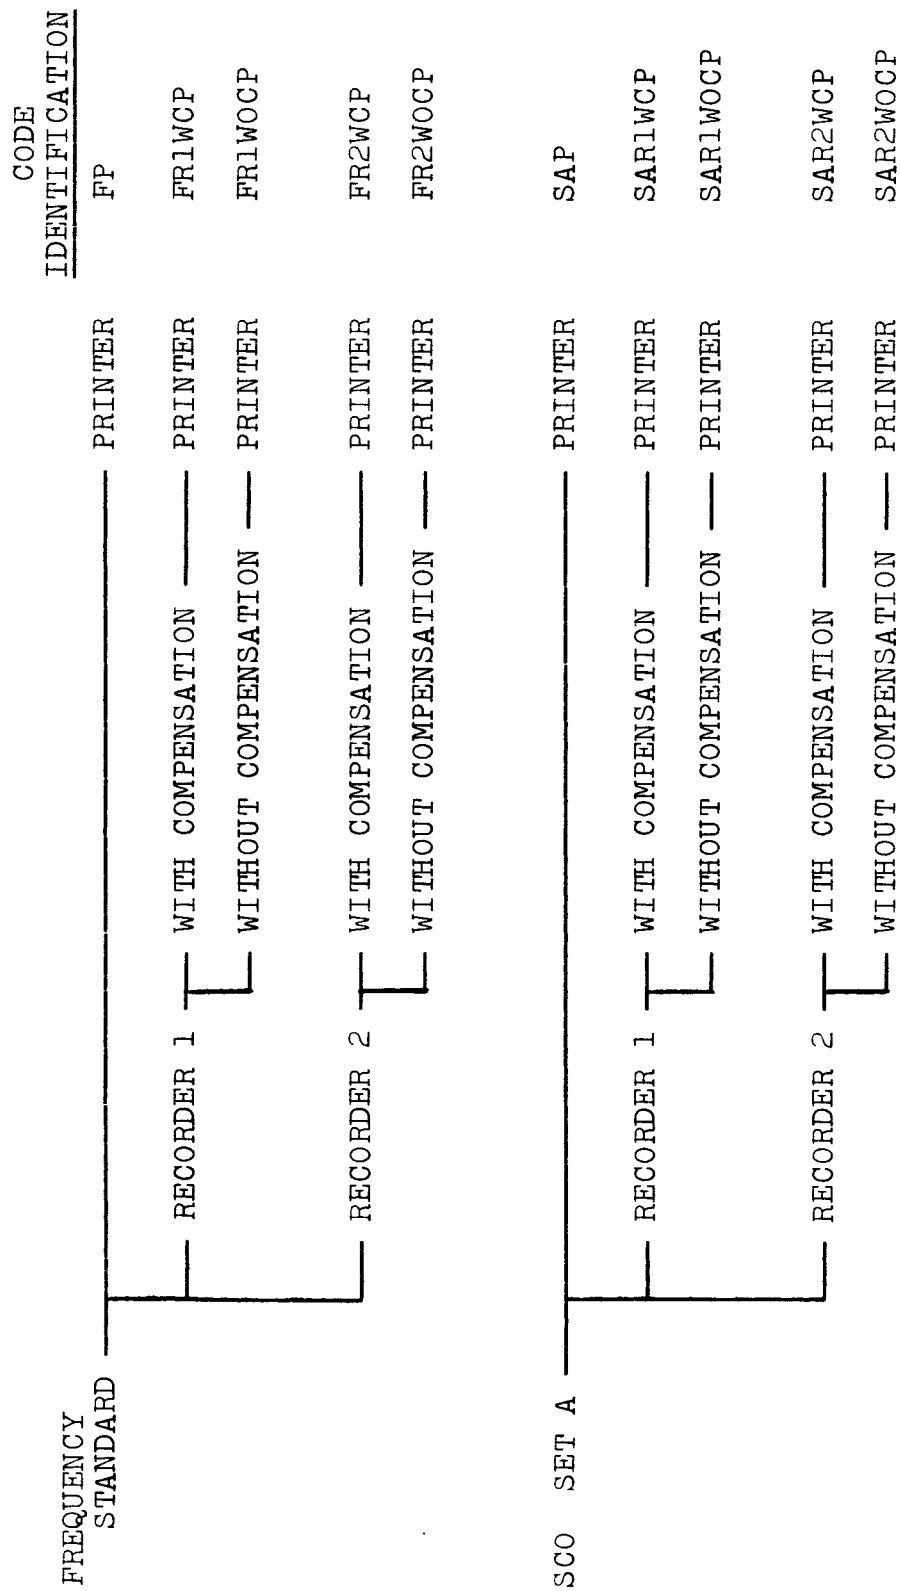 CODE
IDENTIFICATION
FREQUENCY
STANDARD PRINTER FP
RECORDER 1 WITH COMPENSATION PRINTER FR1WCP
WITHOUT COMPENSATION PRINTER FR1WOCP
RECORDER 2 WITH COMPENSATION PRINTER FR2WCP
WITHOUT COMPENSATION PRINTER FR2WOCP
SCO SET A PRINTER SAP
RECORDER 1 WITH COMPENSATION PRINTER SAR1WCP
WITHOUT COMPENSATION PRINTER SAR1WOCP
RECORDER 2 WITH COMPENSATION PRINTER SAR2WCP
WITHOUT COMPENSATION PRINTER SAR2WOCP